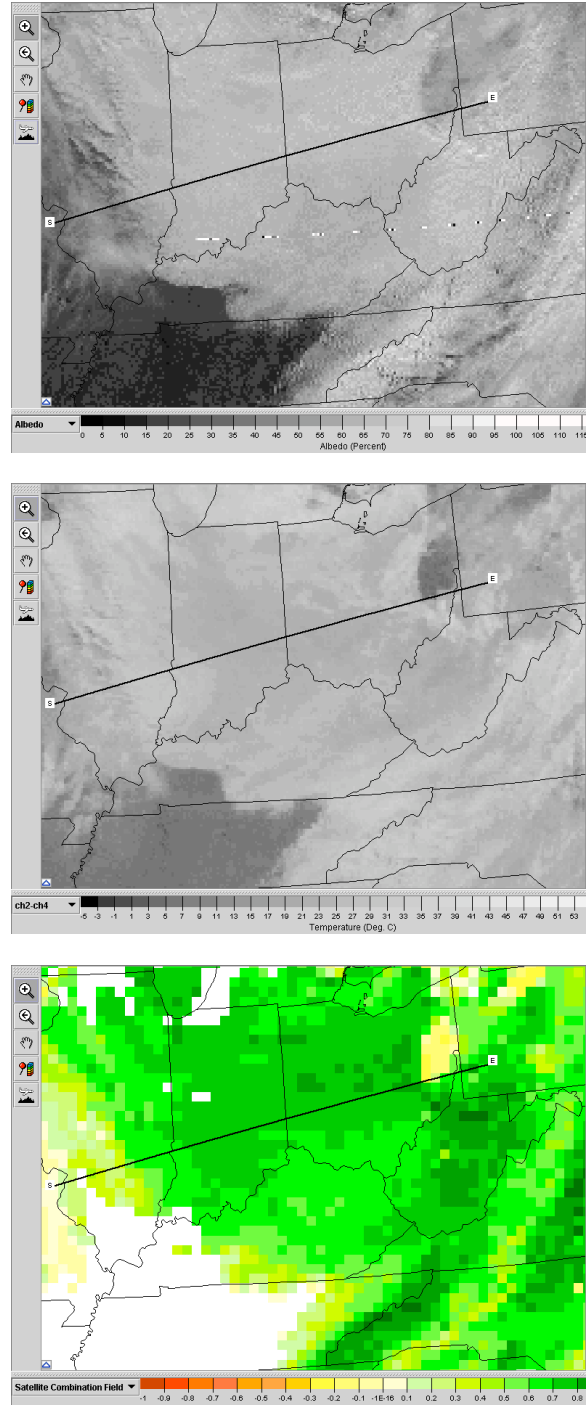 E
S
Albedo
0 5 10 15 20 25 30 35 40 45 50 55 60 65 70 75 80 85 90 95 100 105 110 115
Albedo (Percent)
E
S
ch2-ch4
-5 -3 -1 1 3 5 7 9 11 13 15 17 19 21 23 25 27 29 31 33 35 37 39 41 43 45 47 49 51 53
Temperature (Deg. C)
E
S
Satellite Combination Field
-1 -0.9 -0.8 -0.7 -0.6 -0.5 -0.4 -0.3 -0.2 -0.1 -1E-16 0.1 0.2 0.3 0.4 0.5 0.6 0.7 0.8